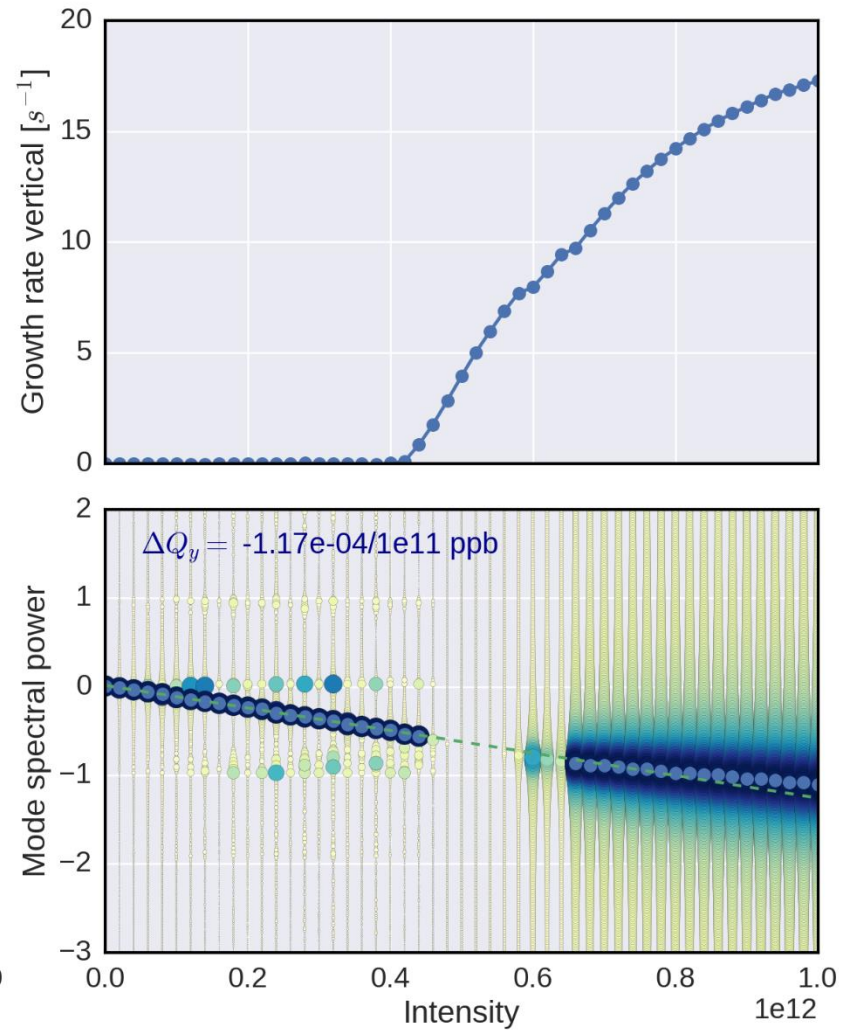 20
15
10
5
0
Growth rate vertical [s⁻¹]
2
1
0
−1
−2
−3
Mode spectral power
ΔQ_y = -1.17e-04/1e11 ppb
0
0.0 0.2 0.4 0.6 0.8 1.0
Intensity
1e12